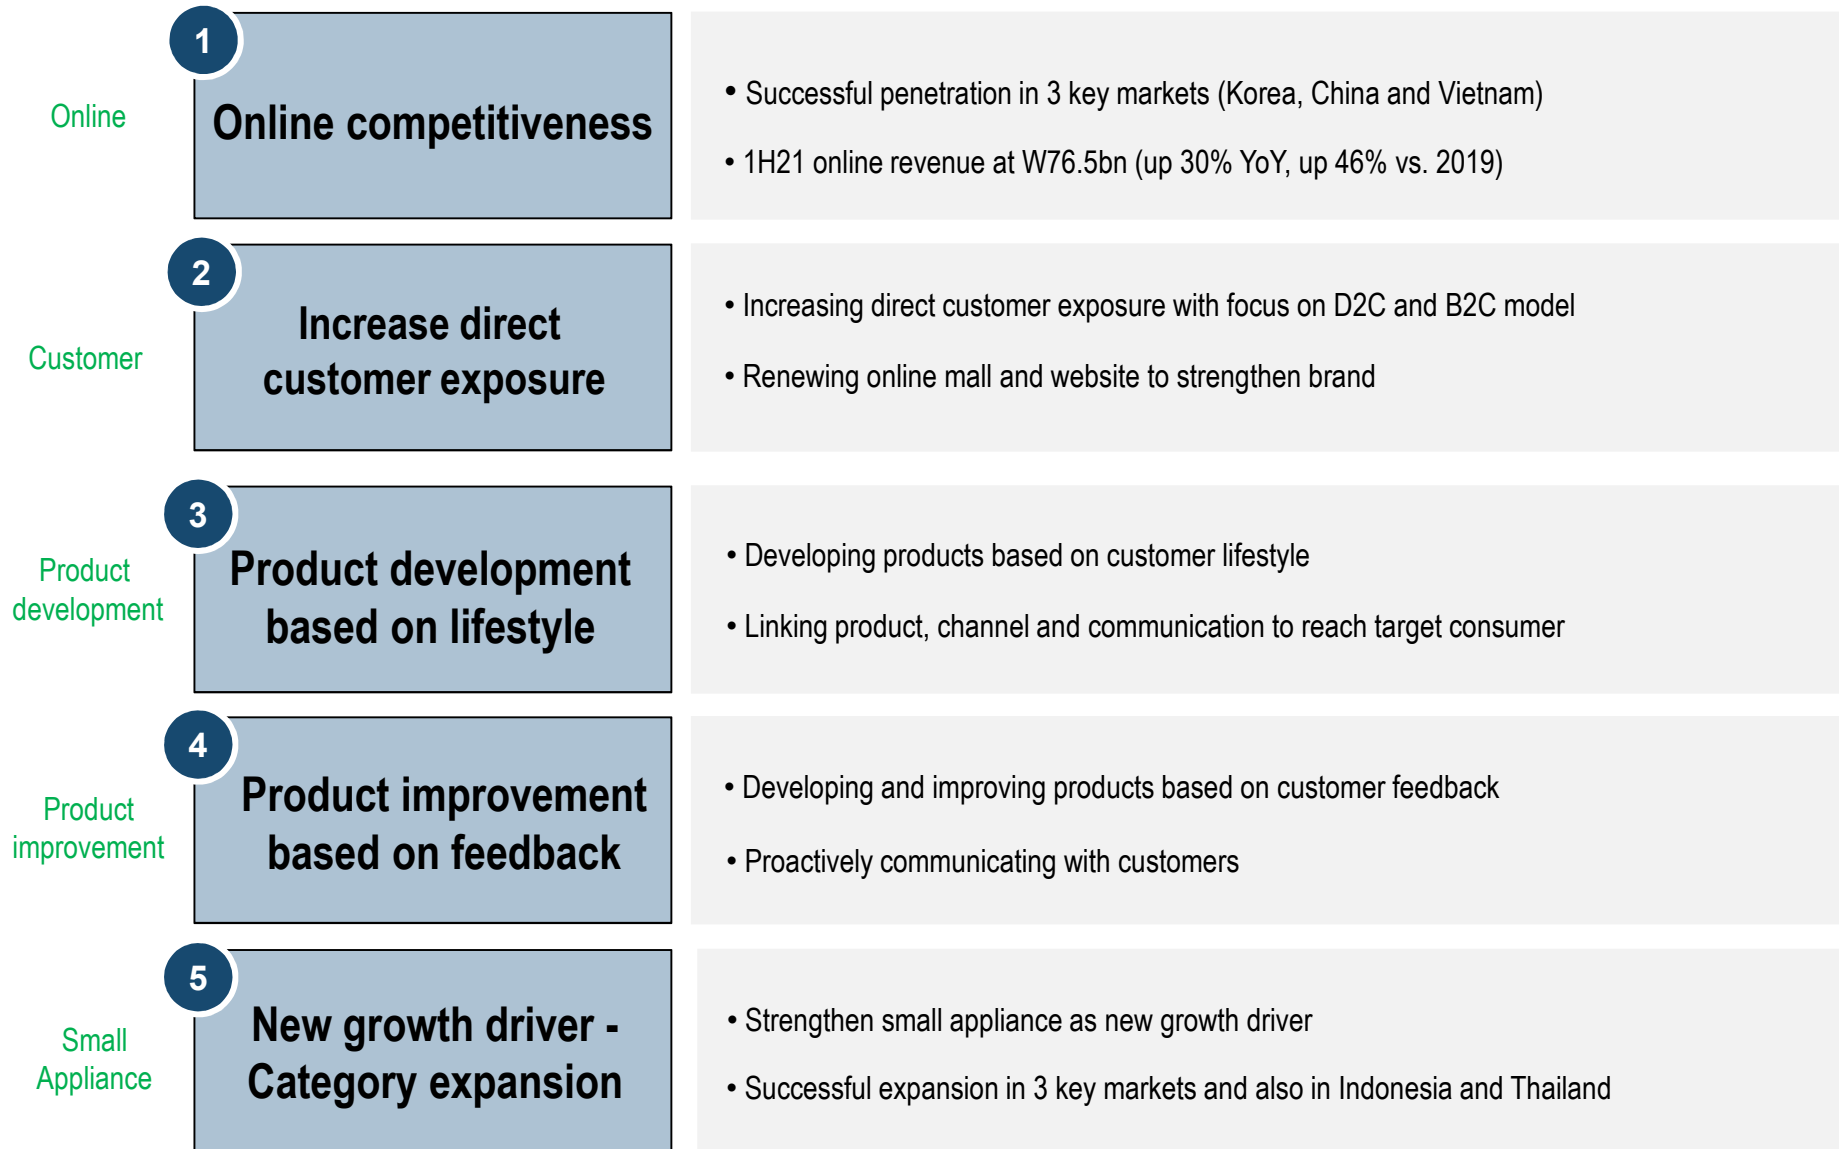 Online
1
Online competitiveness
• Successful penetration in 3 key markets (Korea, China and Vietnam)
• 1H21 online revenue at W76.5bn (up 30% YoY, up 46% vs. 2019)
Customer
2
Increase direct
customer exposure
• Increasing direct customer exposure with focus on D2C and B2C model
• Renewing online mall and website to strengthen brand
Product
development
3
Product development
based on lifestyle
• Developing products based on customer lifestyle
• Linking product, channel and communication to reach target consumer
Product
improvement
4
Product improvement
based on feedback
• Developing and improving products based on customer feedback
• Proactively communicating with customers
Small
Appliance
5
New growth driver -
Category expansion
• Strengthen small appliance as new growth driver
• Successful expansion in 3 key markets and also in Indonesia and Thailand